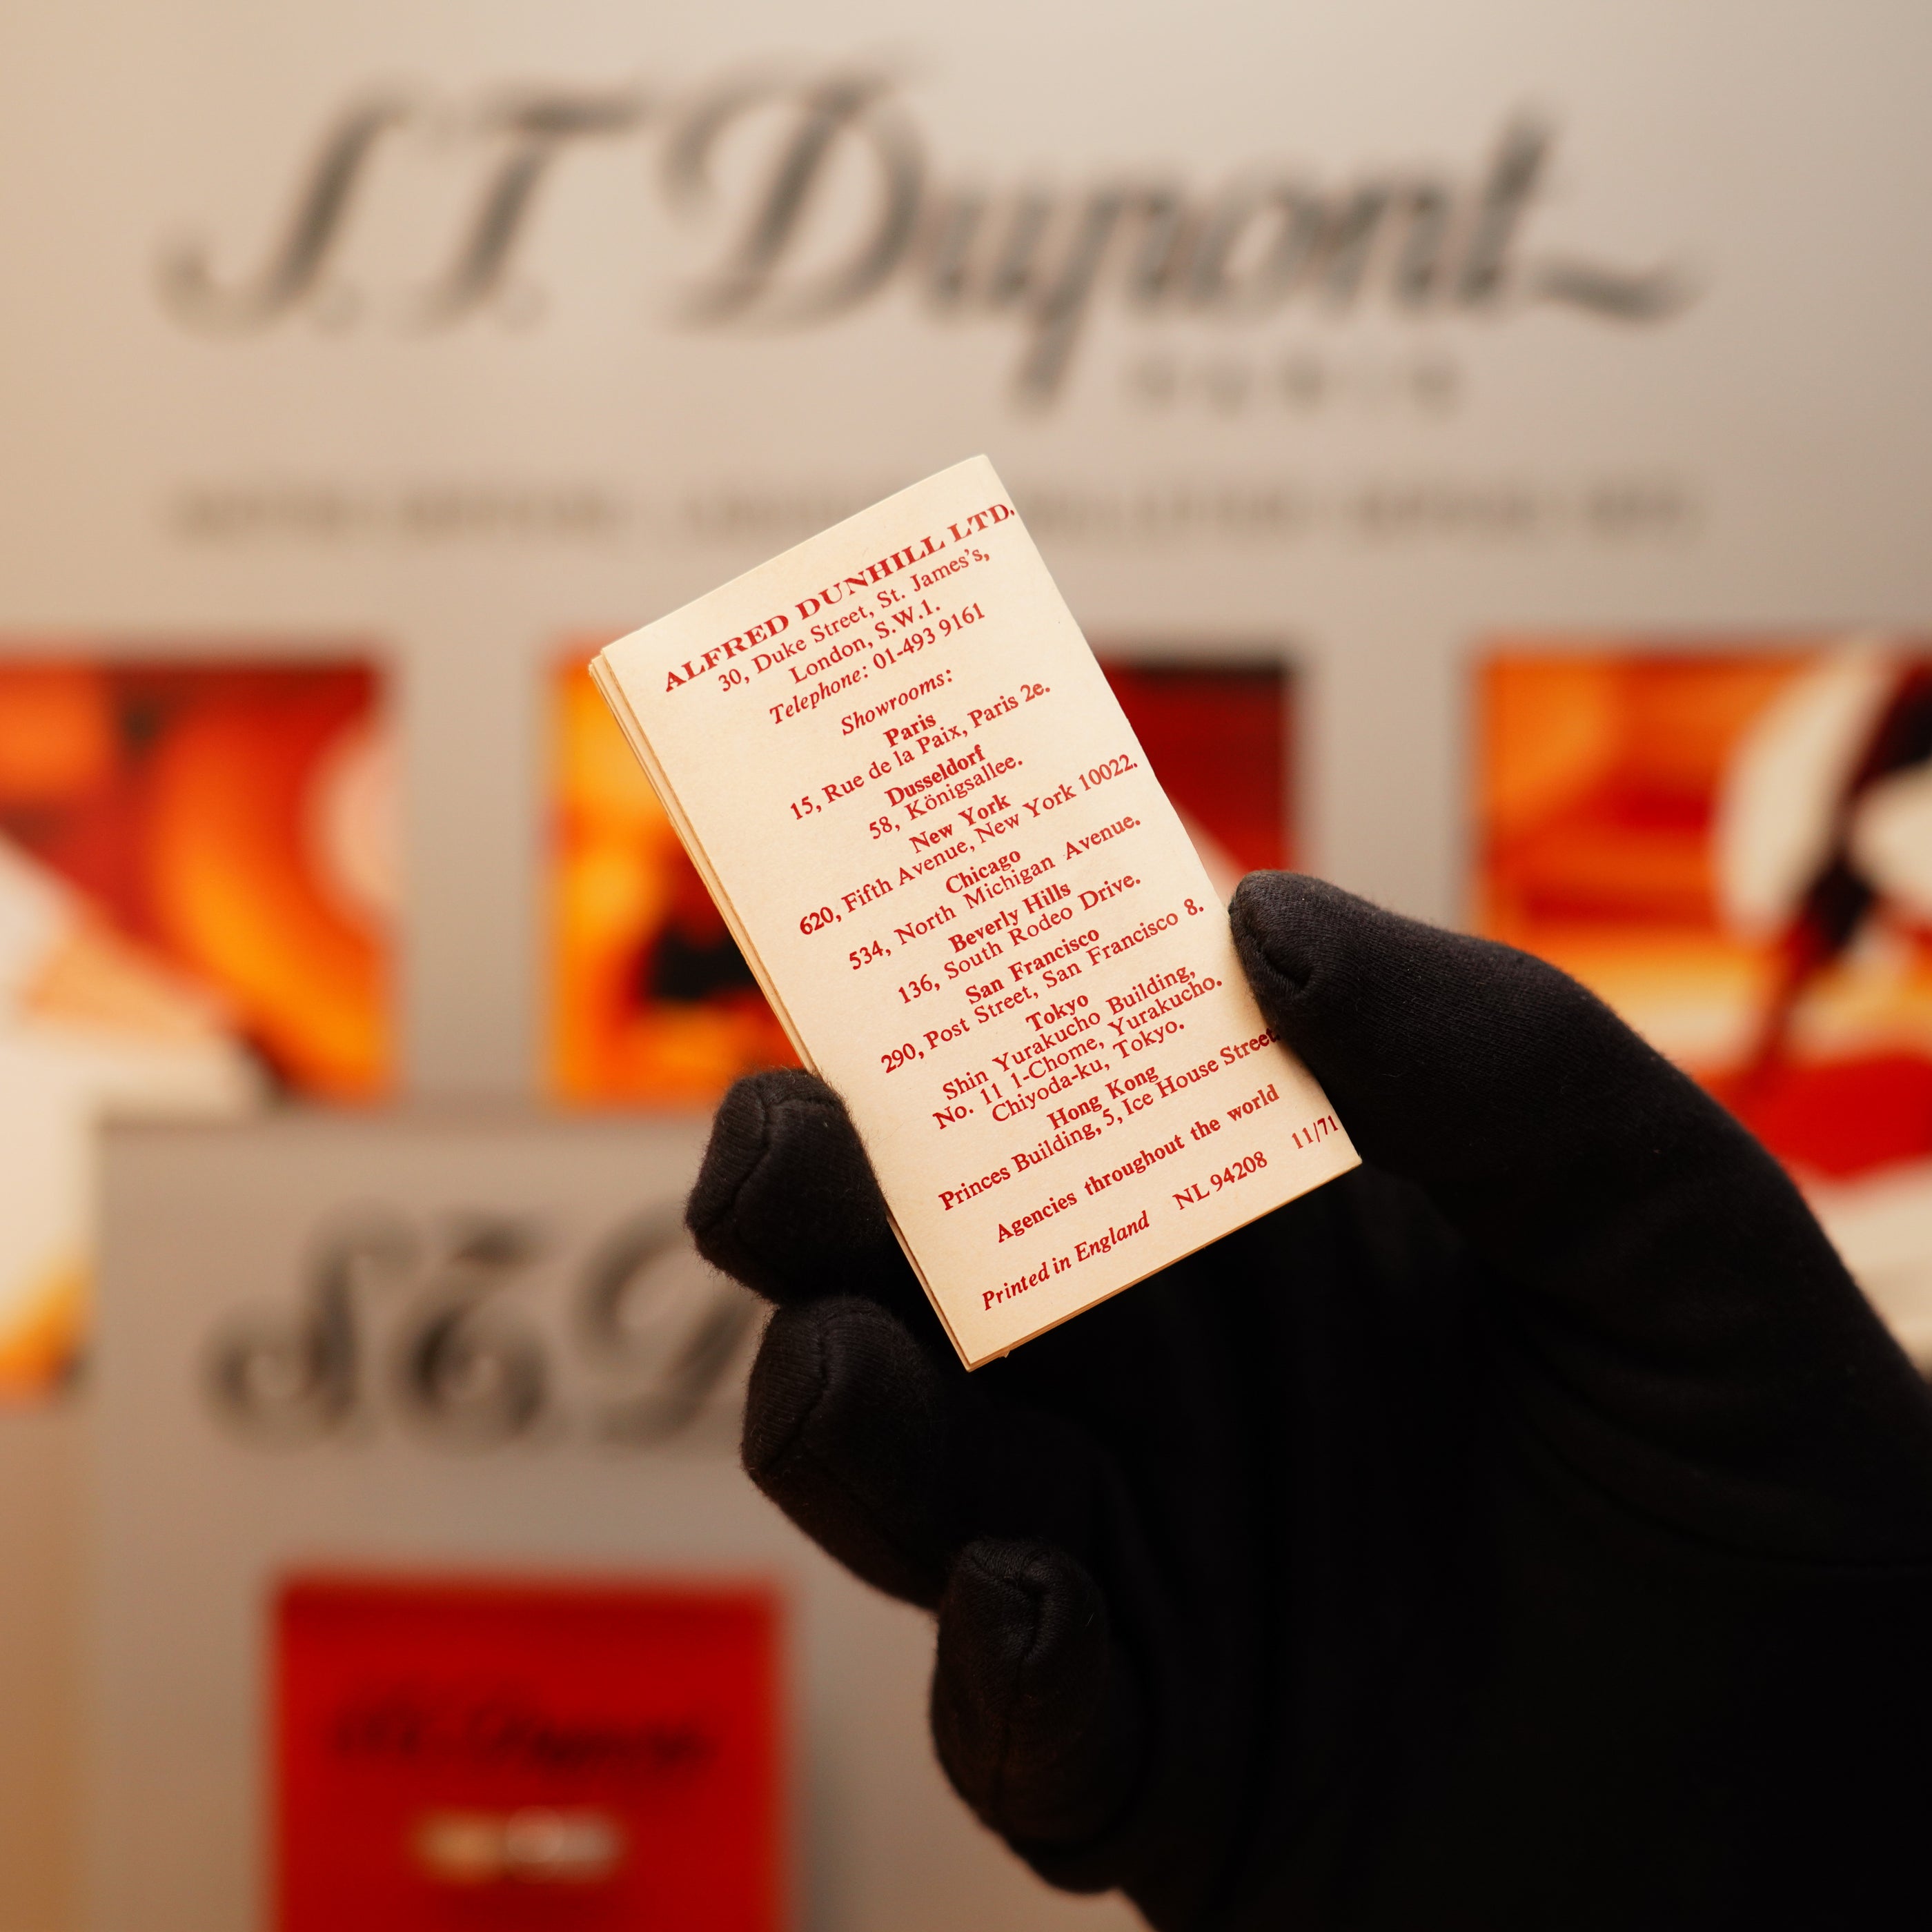 S.T. Dupont
PARIS
ALFRED DUNHILL LTD.
30, Duke Street, St. James's,
London, S.W.1.
Telephone: 01-493 9161
Showrooms:
Paris
15, Rue de la Paix, Paris 2e.
Dusseldorf
58, Königsallee.
New York
620, Fifth Avenue, New York 10022.
Chicago
534, North Michigan Avenue.
Beverly Hills
136, South Rodeo Drive.
San Francisco
290, Post Street, San Francisco 8.
Tokyo
Shin Yurakucho Building,
No. 11 1-Chome, Yurakucho.
Chiyoda-ku, Tokyo.
Hong Kong
Princes Building, 5, Ice House Street.
Agencies throughout the world
Printed in England NL 94208 11/71
S.T. D
S.T. Dupont